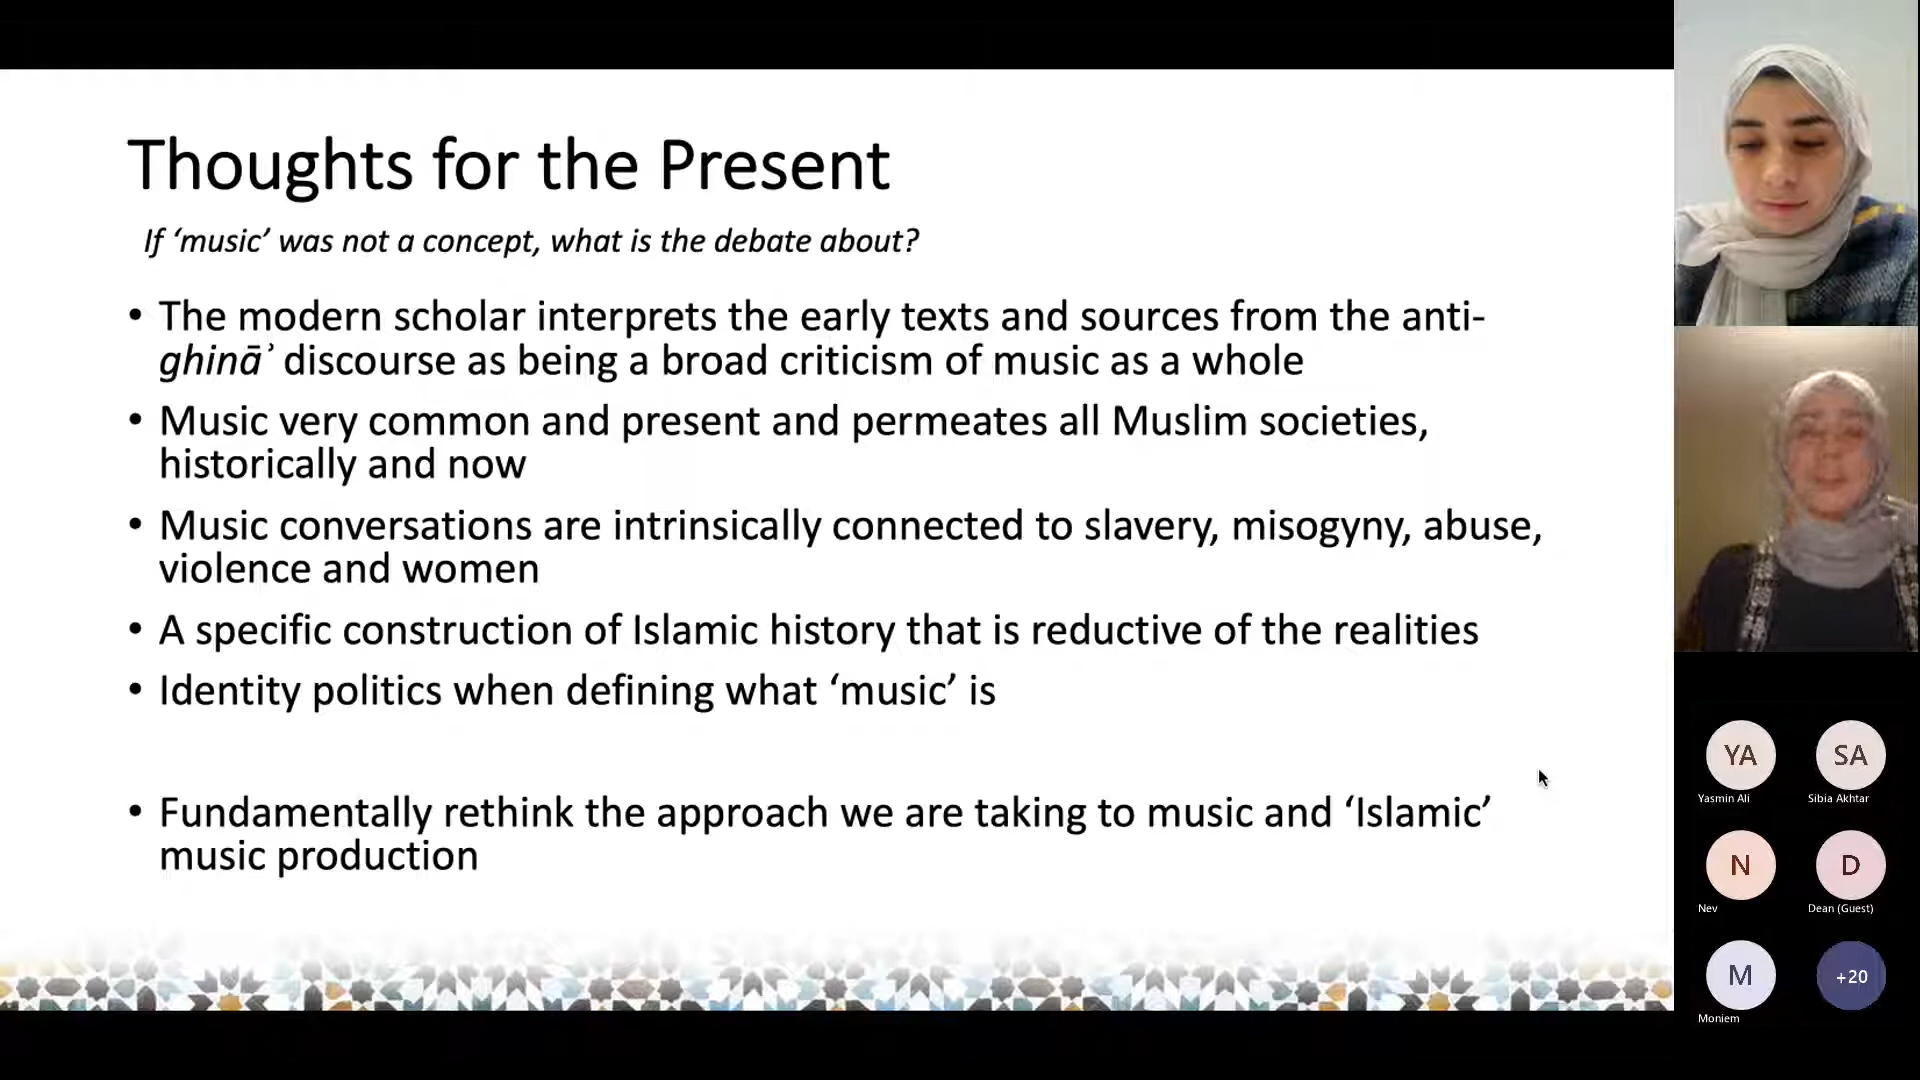 Thoughts for the Present
If ‘music’ was not a concept, what is the debate about?
• The modern scholar interprets the early texts and sources from the anti-
ghināʾ discourse as being a broad criticism of music as a whole
• Music very common and present and permeates all Muslim societies,
historically and now
• Music conversations are intrinsically connected to slavery, misogyny, abuse,
violence and women
• A specific construction of Islamic history that is reductive of the realities
• Identity politics when defining what ‘music’ is
• Fundamentally rethink the approach we are taking to music and ‘Islamic’
music production
YA
SA
Yasmin Ali
Sibia Akhtar
N
D
Nev
Dean (Guest)
M
+20
Moniem